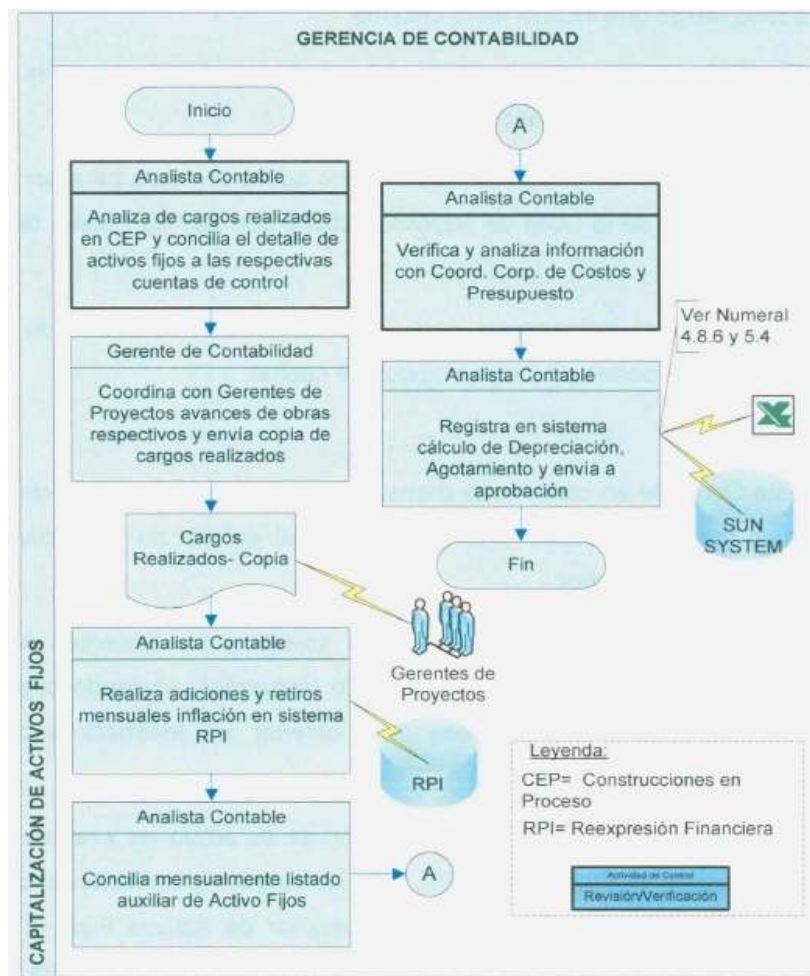 GERENCIA DE CONTABILIDAD
CAPITALIZACIÓN DE ACTIVOS FIJOS
Inicio
Analista Contable
Analiza de cargos realizados
en CEP y concilia el detalle de
activos fijos a las respectivas
cuentas de control
Gerente de Contabilidad
Coordina con Gerentes de
Proyectos avances de obras
respectivos y envía copia de
cargos realizados
Cargos
Realizados- Copia
Gerentes de
Proyectos
Analista Contable
Realiza adiciones y retiros
mensuales inflación en sistema
RPI
RPI
Analista Contable
Concilia mensualmente listado
auxiliar de Activo Fijos
A
A
Analista Contable
Verifica y analiza información
con Coord. Corp. de Costos y
Presupuesto
Ver Numeral
4.8.6 y 5.4
Analista Contable
Registra en sistema
cálculo de Depreciación,
Agotamiento y envía a
aprobación
SUN
SYSTEM
Fin
Leyenda:
CEP= Construcciones en
Proceso
RPI= Reexpresión Financiera
Actividad de Control
Revisión/Verificación